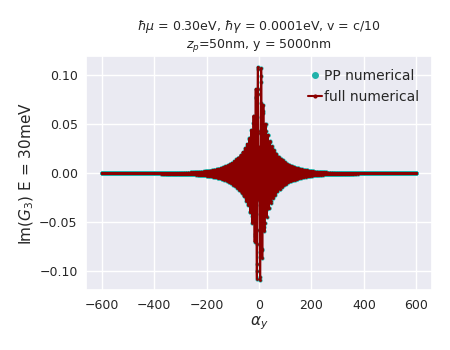 ℏμ = 0.30eV, ℏγ = 0.0001eV, v = c/10
z_p=50nm, y = 5000nm
PP numerical
full numerical
Im(G₃) E = 30meV
0.10
0.05
0.00
−0.05
−0.10
−600 −400 −200 0 200 400 600
α_y